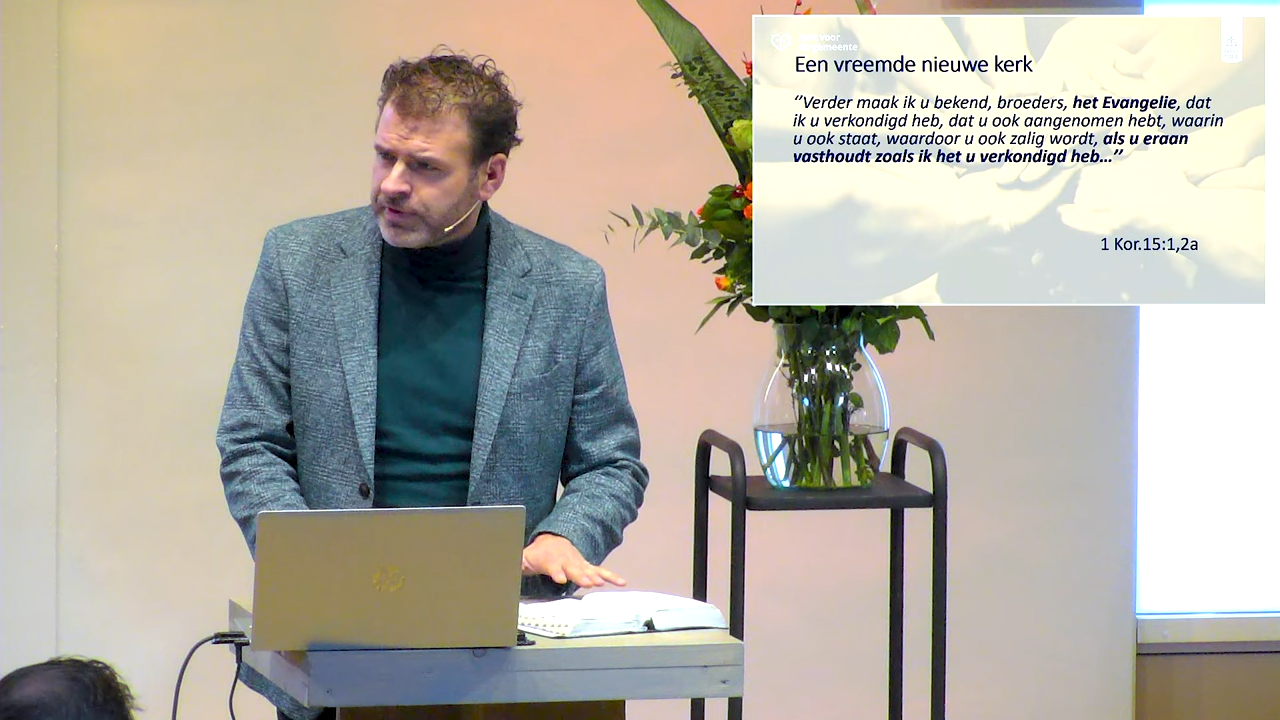 voor
gemeente
Een vreemde nieuwe kerk
“Verder maak ik u bekend, broeders, het Evangelie, dat
ik u verkondigd heb, dat u ook aangenomen hebt, waarin
u ook staat, waardoor u ook zalig wordt, als u eraan
vasthoudt zoals ik het u verkondigd heb...”
1 Kor.15:1,2a